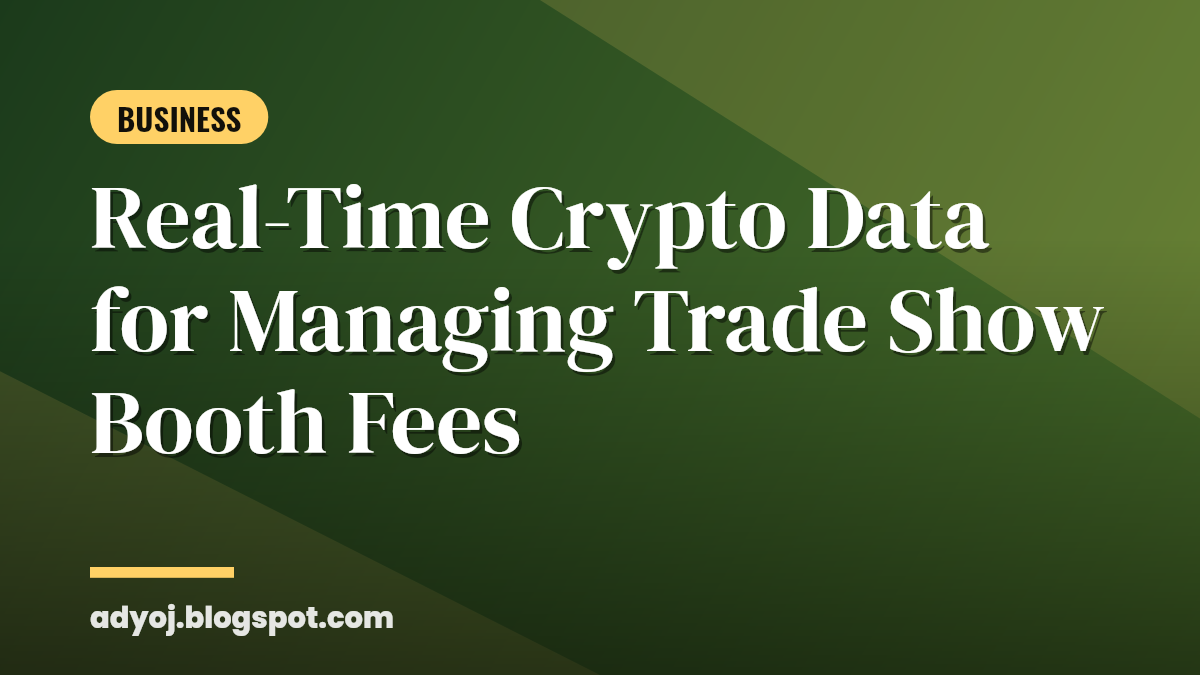 BUSINESS
Real-Time Crypto Data
for Managing Trade Show
Booth Fees
adyoj.blogspot.com